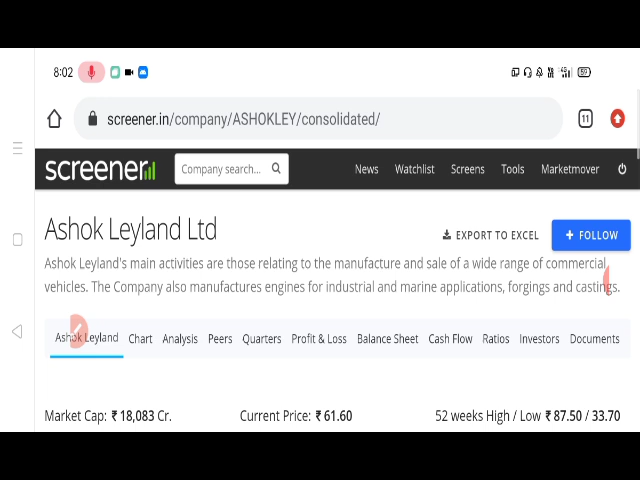 8:02
59
screener.in/company/ASHOKLEY/consolidated/
11
screener
Company search...
News Watchlist Screens Tools Marketmover
Ashok Leyland Ltd
EXPORT TO EXCEL
+ FOLLOW
Ashok Leyland's main activities are those relating to the manufacture and sale of a wide range of commercial
vehicles. The Company also manufactures engines for industrial and marine applications, forgings and castings.
Ashok Leyland Chart Analysis Peers Quarters Profit & Loss Balance Sheet Cash Flow Ratios Investors Documents
Market Cap: ₹ 18,083 Cr. Current Price: ₹ 61.60 52 weeks High / Low ₹ 87.50 / 33.70